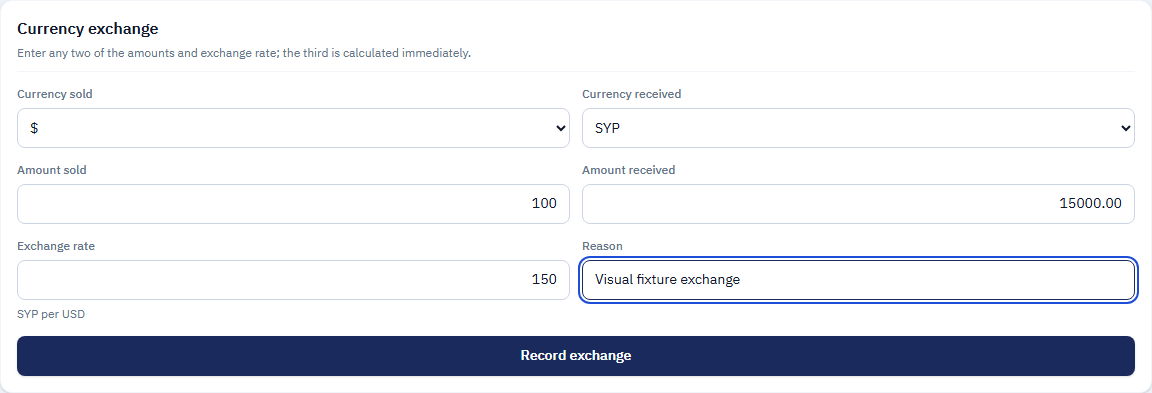 Currency exchange
Enter any two of the amounts and exchange rate; the third is calculated immediately.
Currency sold
Currency received
$
SYP
Amount sold
Amount received
100
15000.00
Exchange rate
Reason
150
Visual fixture exchange
SYP per USD
Record exchange